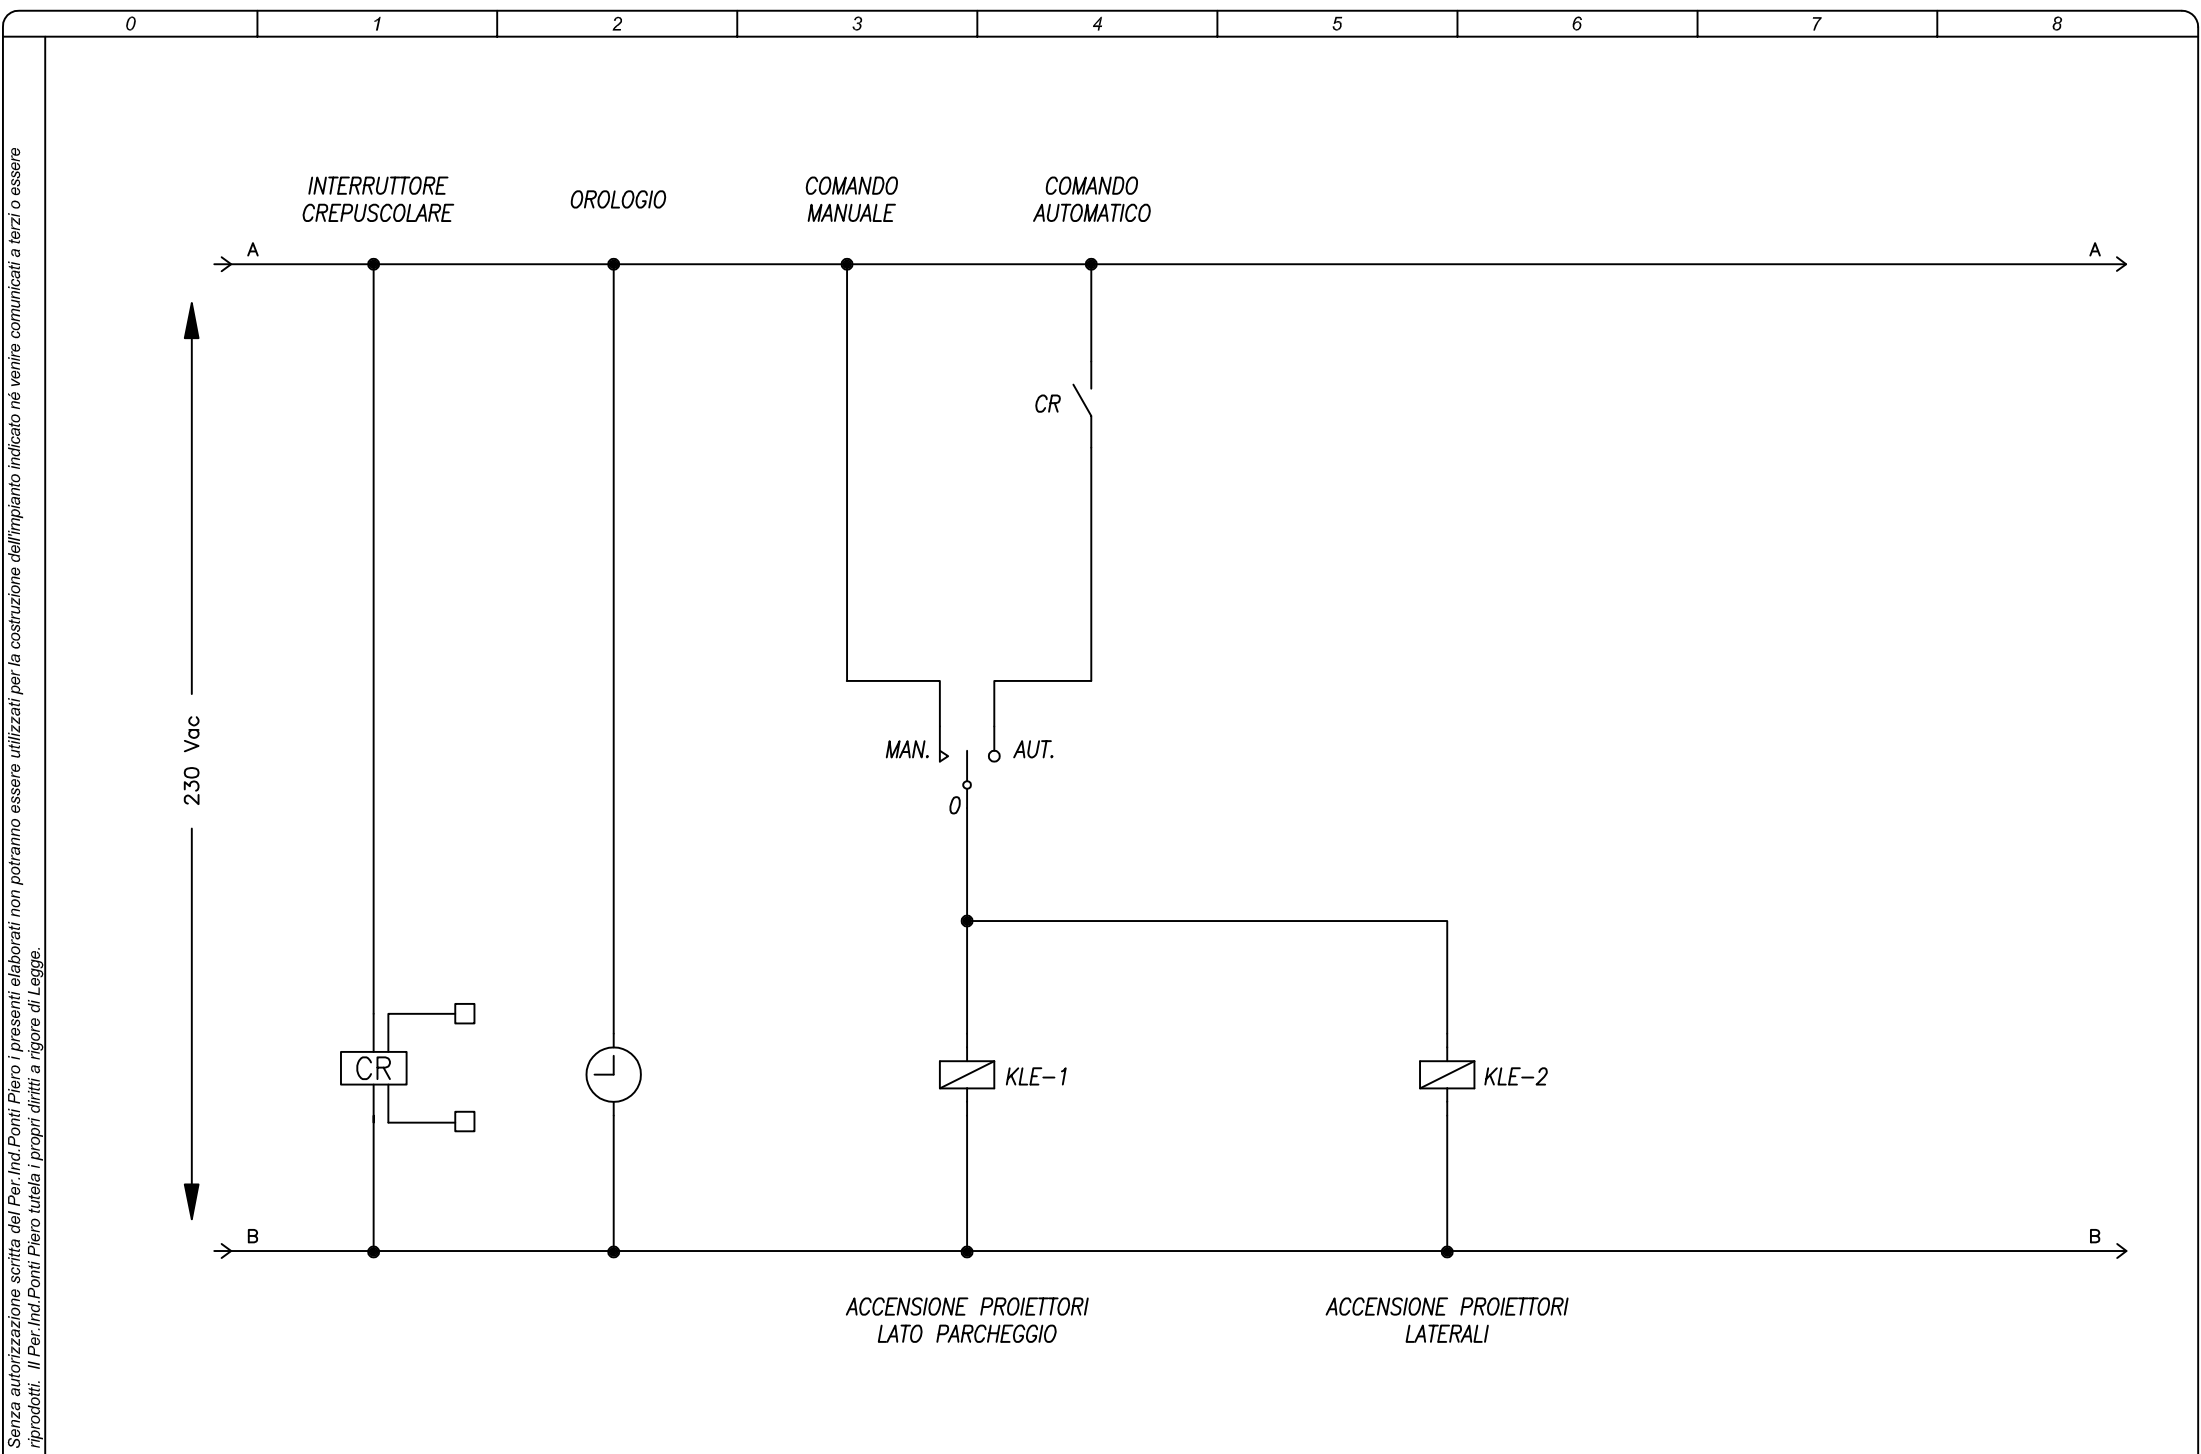 0 1 2 3 4 5 6 7 8
INTERRUTTORE
CREPUSCOLARE
OROLOGIO
COMANDO
MANUALE
COMANDO
AUTOMATICO
A A
CR
230 Vac
MAN. AUT.
0
CR
KLE-1
KLE-2
B B
ACCENSIONE PROIETTORI
LATO PARCHEGGIO
ACCENSIONE PROIETTORI
LATERALI
Senza autorizzazione scritta del Per.Ind.Ponti Piero i presenti elaborati non potranno essere utilizzati per la costruzione dell'impianto indicato né venire comunicati a terzi o essere
riprodotti. Il Per.Ind.Ponti Piero tutela i propri diritti a rigore di Legge.